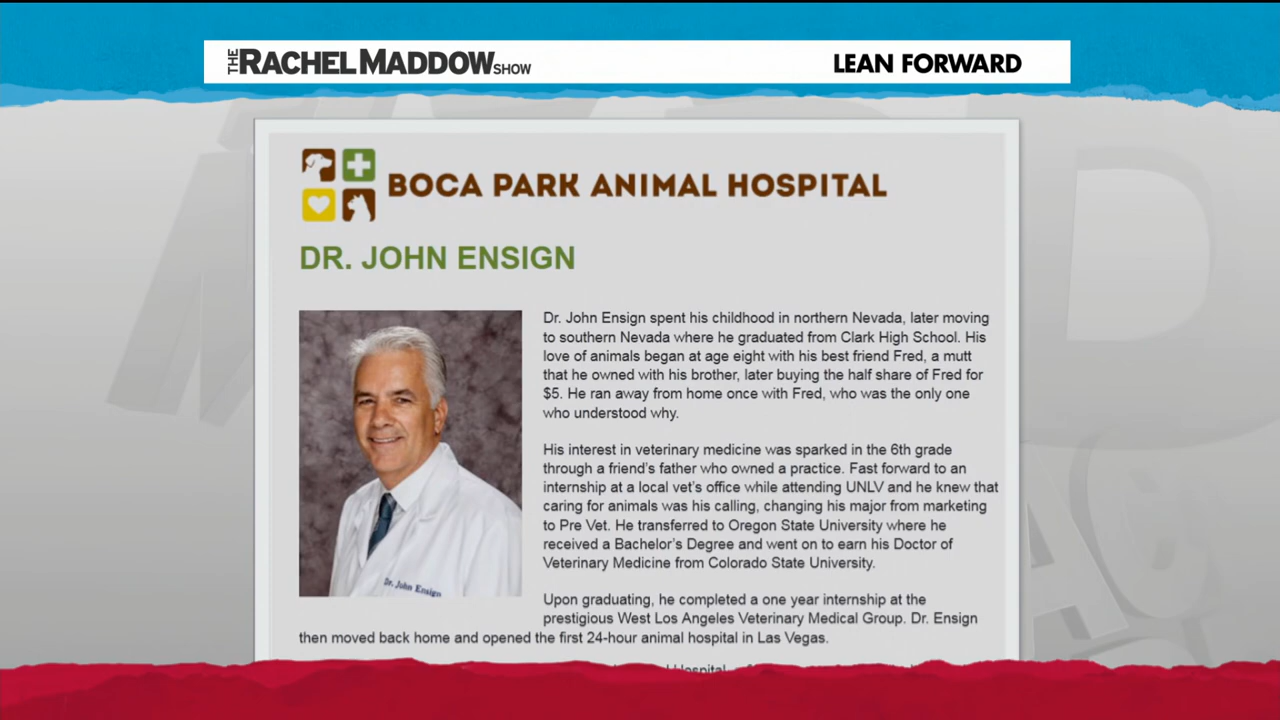 THE RACHEL MADDOW SHOW
LEAN FORWARD
BOCA PARK ANIMAL HOSPITAL
DR. JOHN ENSIGN
Dr. John Ensign spent his childhood in northern Nevada, later moving
to southern Nevada where he graduated from Clark High School. His
love of animals began at age eight with his best friend Fred, a mutt
that he owned with his brother, later buying the half share of Fred for
$5. He ran away from home once with Fred, who was the only one
who understood why.
His interest in veterinary medicine was sparked in the 6th grade
through a friend's father who owned a practice. Fast forward to an
internship at a local vet's office while attending UNLV and he knew that
caring for animals was his calling, changing his major from marketing
to Pre Vet. He transferred to Oregon State University where he
received a Bachelor's Degree and went on to earn his Doctor of
Veterinary Medicine from Colorado State University.
Dr. John Ensign
Upon graduating, he completed a one year internship at the
prestigious West Los Angeles Veterinary Medical Group. Dr. Ensign
then moved back home and opened the first 24-hour animal hospital in Las Vegas.
Hospital